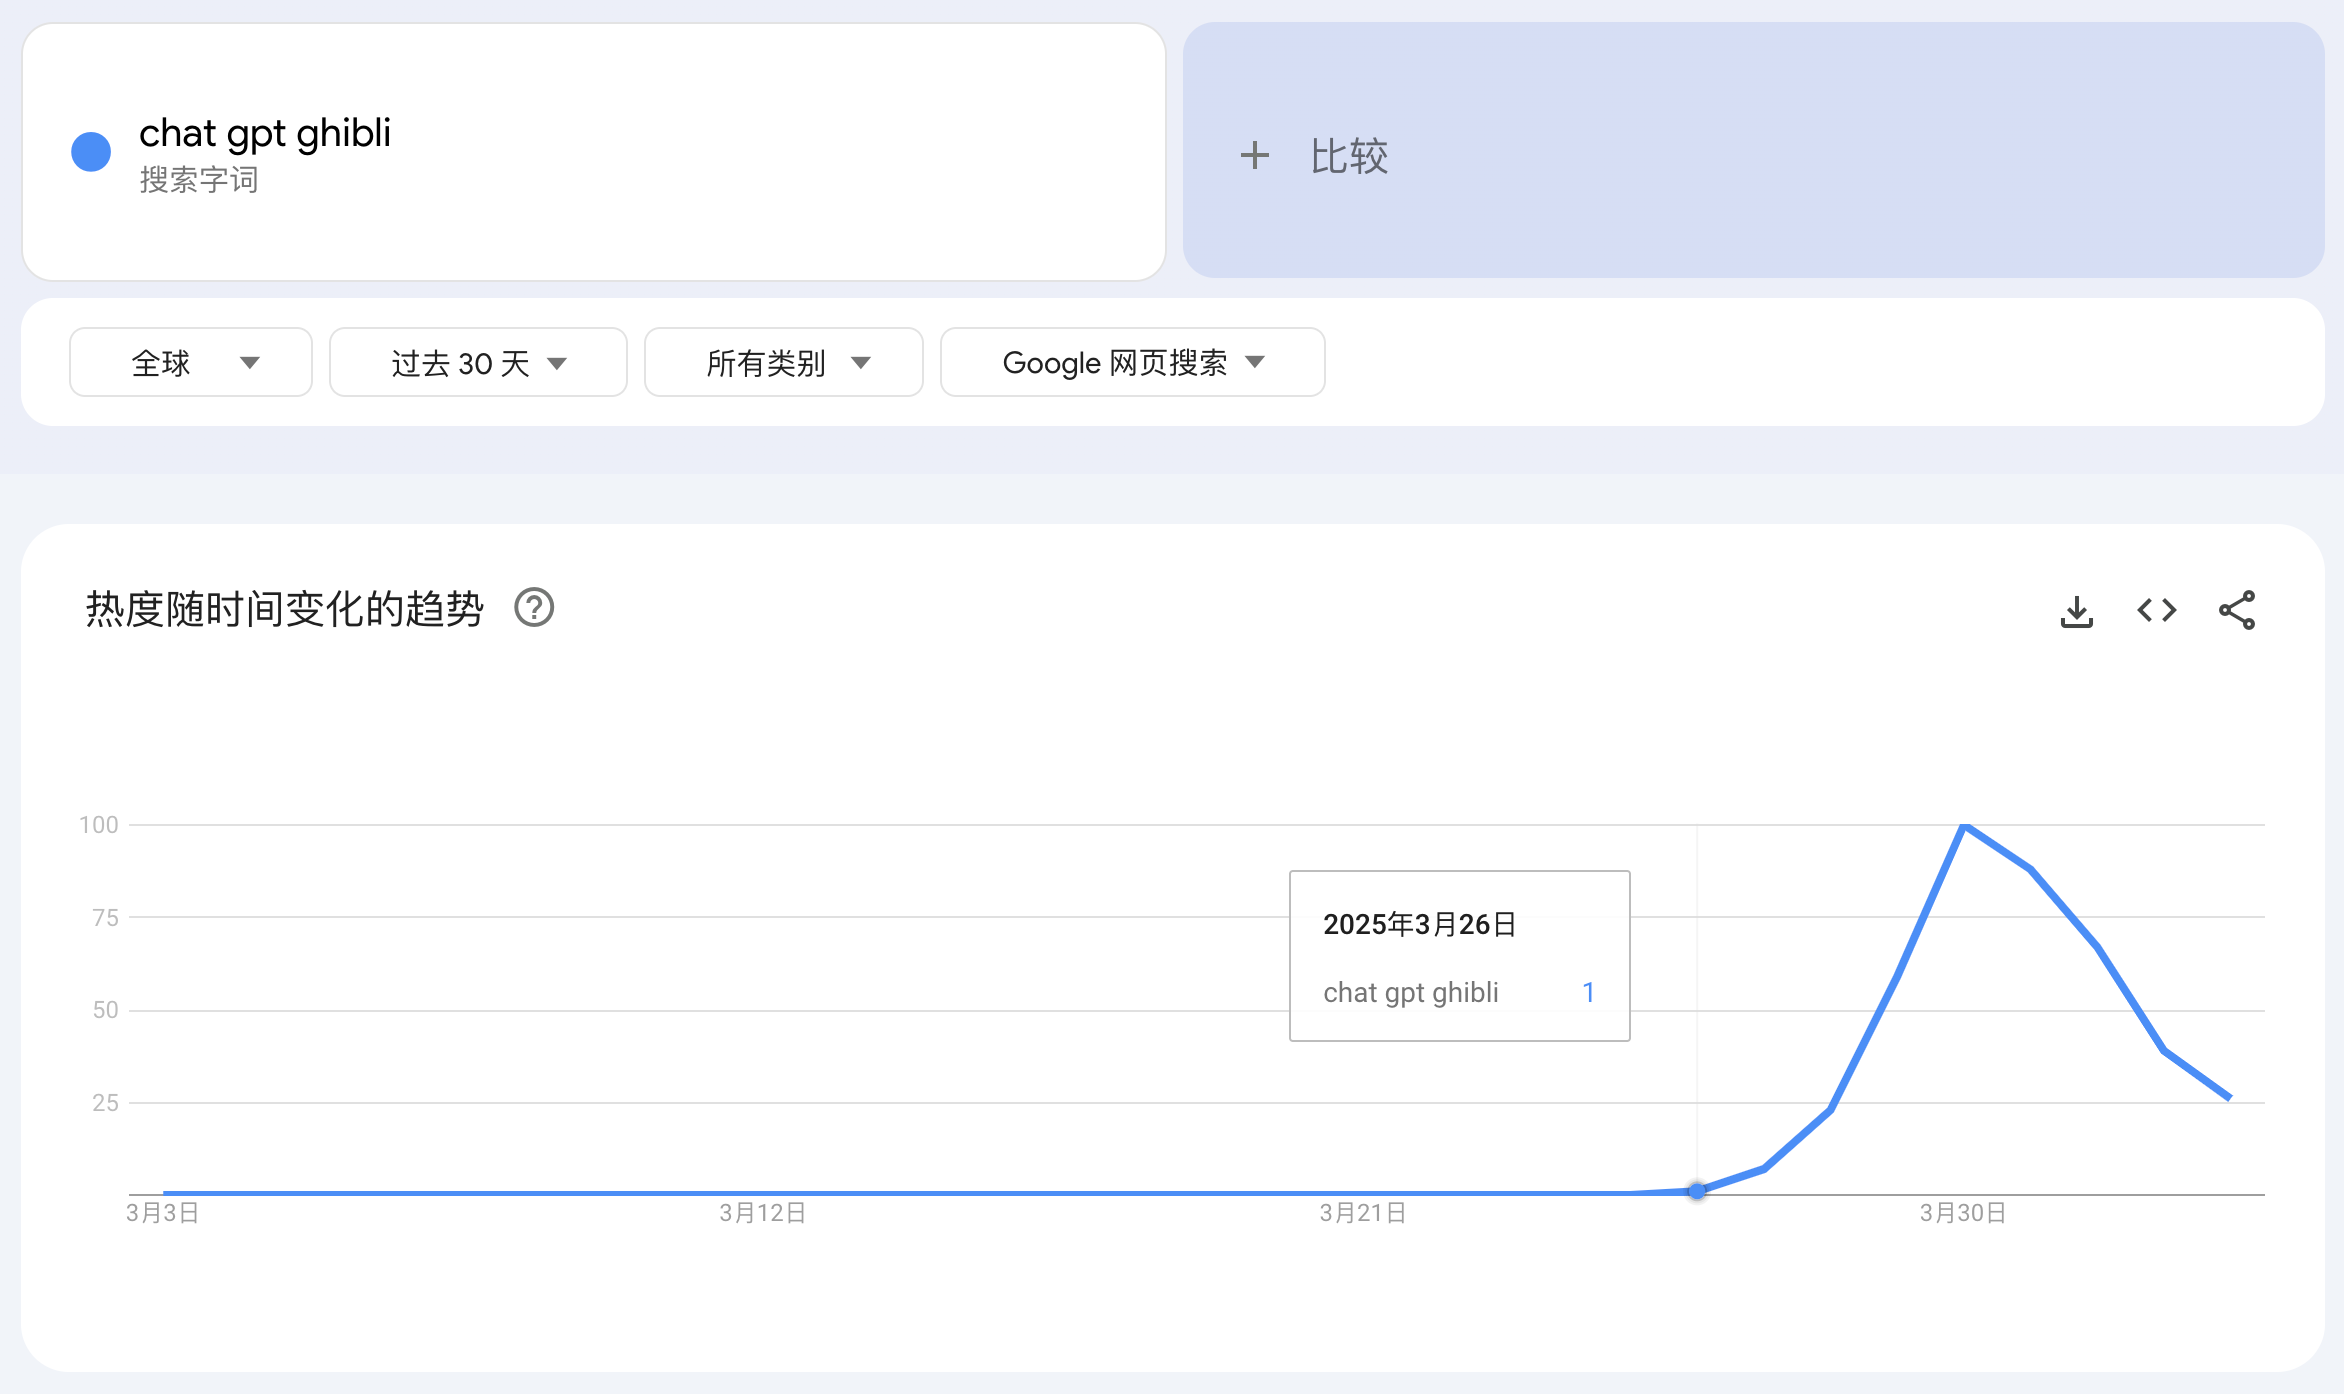 chat gpt ghibli
搜索字词
+ 比较
全球
过去 30 天
所有类别
Google 网页搜索
热度随时间变化的趋势
100
75
50
25
2025年3月26日
chat gpt ghibli 1
3月3日
3月12日
3月21日
3月30日